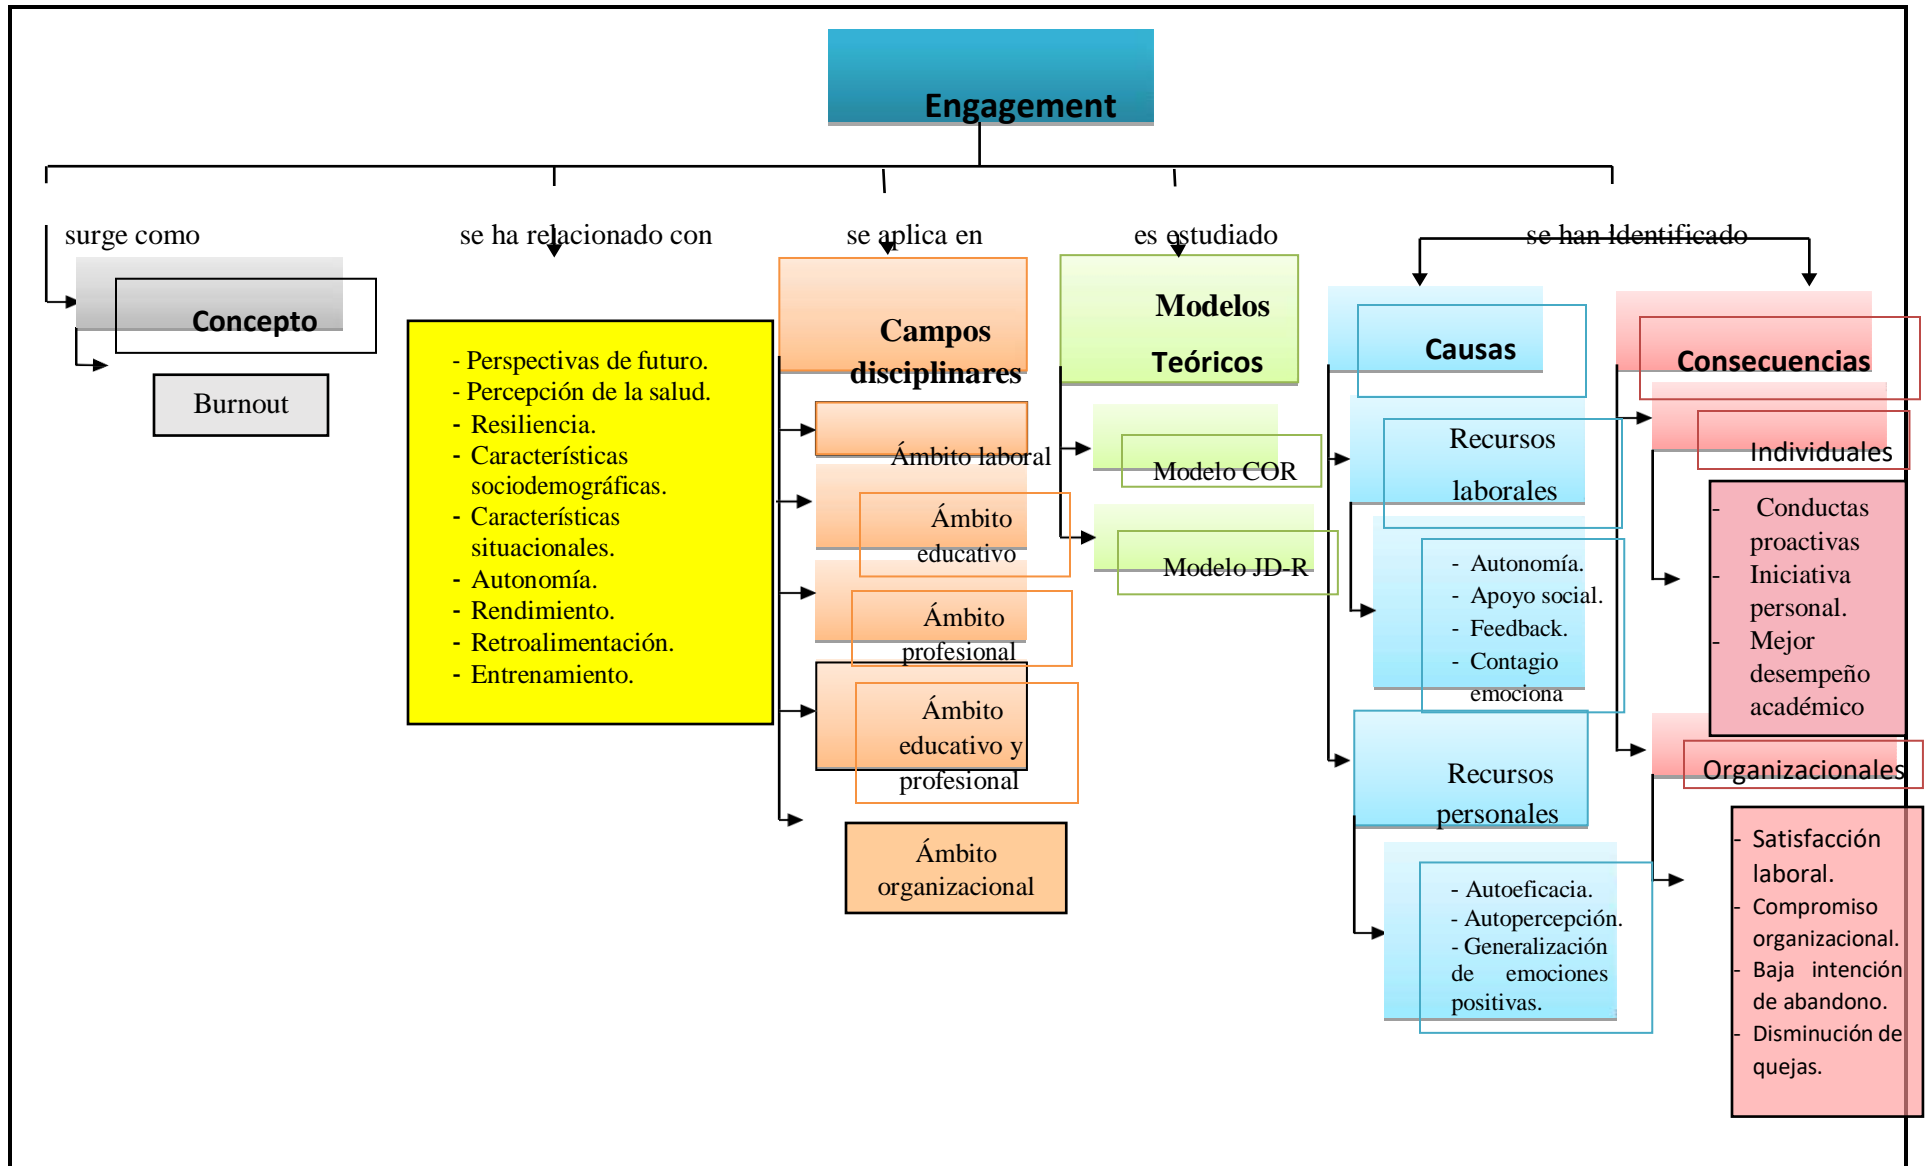 Engagement
surge como
se ha relacionado con
se aplica en
es estudiado
se han identificado
Concepto
Burnout
- Perspectivas de futuro.
- Percepción de la salud.
- Resiliencia.
- Características
sociodemográficas.
- Características
situacionales.
- Autonomía.
- Rendimiento.
- Retroalimentación.
- Entrenamiento.
Campos
disciplinares
Ámbito laboral
Ámbito
educativo
Ámbito
profesional
Ámbito
educativo y
profesional
Ámbito
organizacional
Modelos
Teóricos
Modelo COR
Modelo JD-R
Causas
Recursos
laborales
- Autonomía.
- Apoyo social.
- Feedback.
- Contagio
emociona
Recursos
personales
- Autoeficacia.
- Autopercepción.
- Generalización
de emociones
positivas.
Consecuencias
Individuales
- Conductas
proactivas
- Iniciativa
personal.
- Mejor
desempeño
académico
Organizacionales
- Satisfacción
laboral.
- Compromiso
organizacional.
- Baja intención
de abandono.
- Disminución de
quejas.